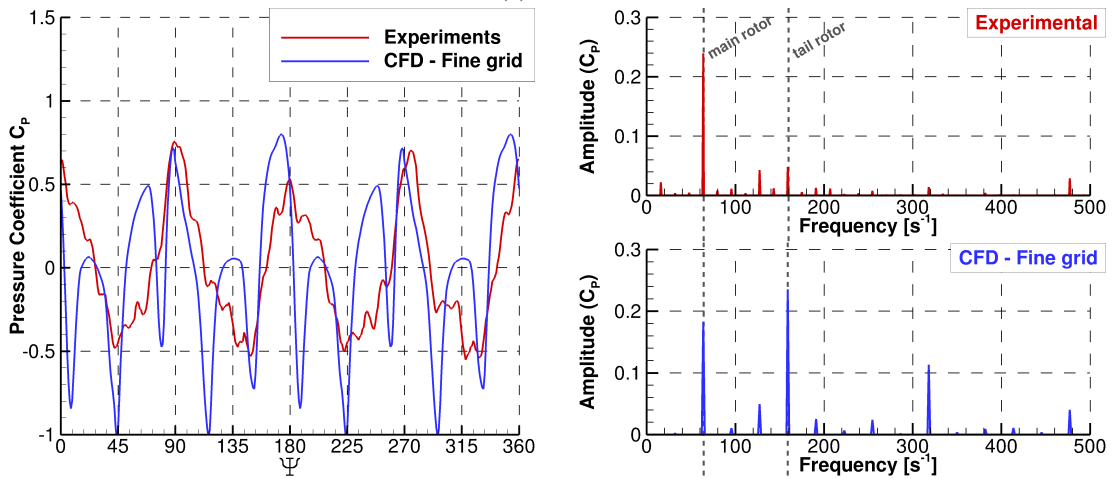 1.5
1
0.5
0
-0.5
-1
Pressure Coefficient C_P
Experiments
CFD - Fine grid
0 45 90 135 180 225 270 315 360
Ψ
0.3
0.2
0.1
0
Amplitude (C_P)
main rotor
tail rotor
Experimental
0 100 200 300 400 500
Frequency [s⁻¹]
0.3
0.2
0.1
0
Amplitude (C_P)
CFD - Fine grid
0 100 200 300 400 500
Frequency [s⁻¹]